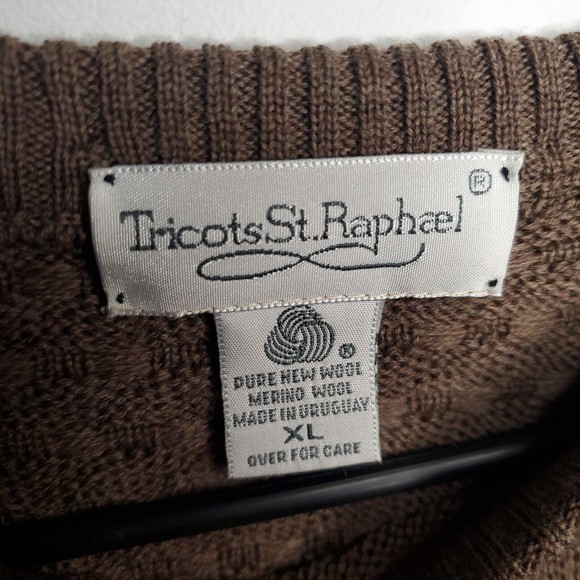 Tricots St. Raphael ®
®
PURE NEW WOOL
MERINO WOOL
MADE IN URUGUAY
XL
OVER FOR CARE